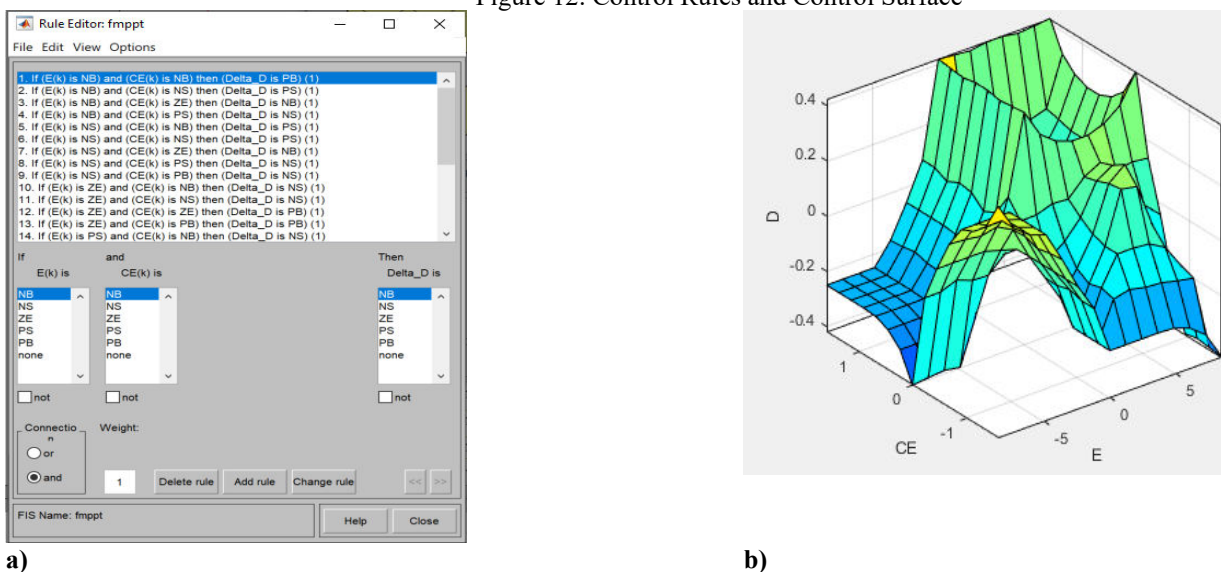 Figure 12. Control Rules and Control Surface
Rule Editor: fmppt
File Edit View Options
1. If (E(k) is NB) and (CE(k) is NB) then (Delta_D is PB) (1)
2. If (E(k) is NB) and (CE(k) is NS) then (Delta_D is PS) (1)
3. If (E(k) is NB) and (CE(k) is ZE) then (Delta_D is NB) (1)
4. If (E(k) is NB) and (CE(k) is PS) then (Delta_D is NS) (1)
5. If (E(k) is NS) and (CE(k) is NB) then (Delta_D is PS) (1)
6. If (E(k) is NS) and (CE(k) is NS) then (Delta_D is PS) (1)
7. If (E(k) is NS) and (CE(k) is ZE) then (Delta_D is NB) (1)
8. If (E(k) is NS) and (CE(k) is PS) then (Delta_D is NS) (1)
9. If (E(k) is NS) and (CE(k) is PB) then (Delta_D is NS) (1)
10. If (E(k) is ZE) and (CE(k) is NB) then (Delta_D is NS) (1)
11. If (E(k) is ZE) and (CE(k) is NS) then (Delta_D is NS) (1)
12. If (E(k) is ZE) and (CE(k) is ZE) then (Delta_D is PB) (1)
13. If (E(k) is ZE) and (CE(k) is PB) then (Delta_D is NS) (1)
14. If (E(k) is PS) and (CE(k) is NB) then (Delta_D is NS) (1)
If and Then
E(k) is CE(k) is Delta_D is
NB NB NB
NS NS NS
ZE ZE ZE
PS PS PS
PB PB PB
none none none
not not not
Connectio Weight:
n
or
and 1 Delete rule Add rule Change rule << >>
FIS Name: fmppt Help Close
a)
0.4
0.2
0
-0.2
-0.4
D
1
0
-1
CE
-5
0
5
E
b)